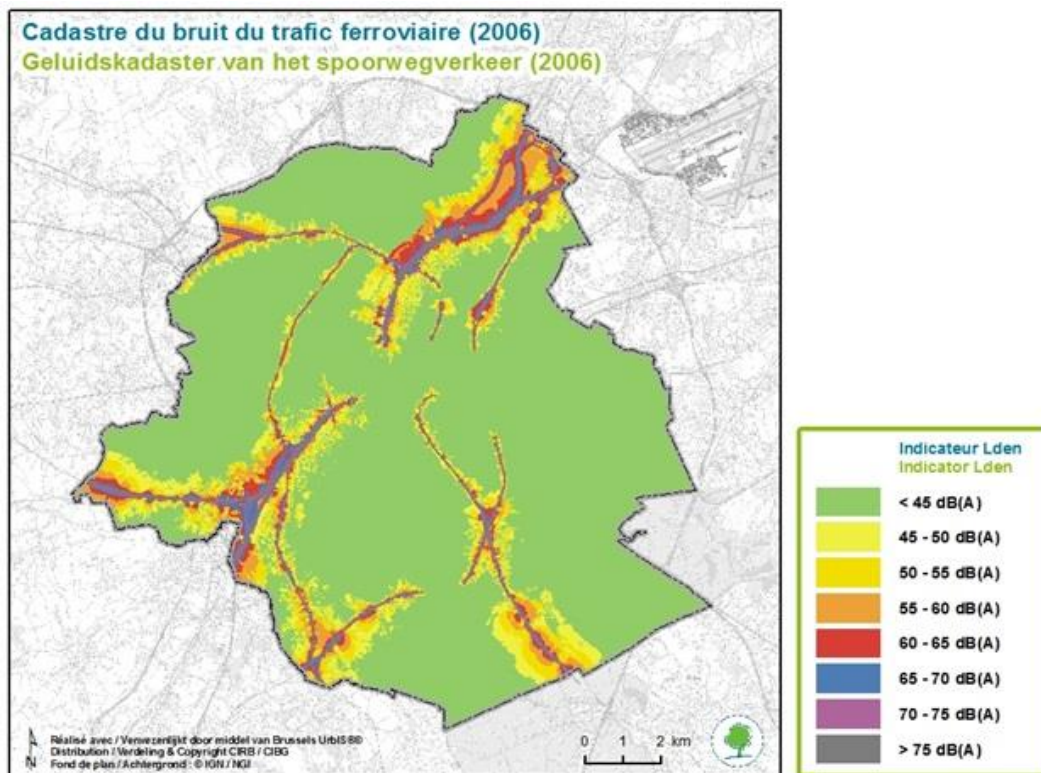 Cadastre du bruit du trafic ferroviaire (2006)
Geluidskadaster van het spoorwegverkeer (2006)
Indicateur Lden
Indicator Lden
< 45 dB(A)
45 - 50 dB(A)
50 - 55 dB(A)
55 - 60 dB(A)
60 - 65 dB(A)
65 - 70 dB(A)
70 - 75 dB(A)
> 75 dB(A)
N
Réalisé avec / Verwezenlijkt door middel van Brussels UrbIS®©
Distribution / Verdeling & Copyright CIRB / CIBG
Fond de plan / Achtergrond : © IGN / NGI
0 1 2 km